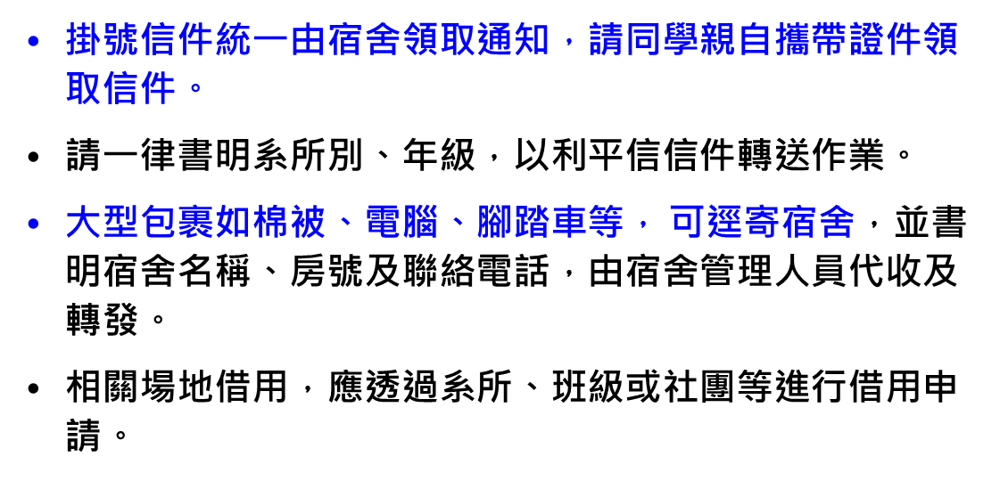 • 掛號信件統一由宿舍領取通知，請同學親自攜帶證件領
取信件。
• 請一律書明系所別、年級，以利平信信件轉送作業。
• 大型包裹如棉被、電腦、腳踏車等， 可逕寄宿舍，並書
明宿舍名稱、房號及聯絡電話，由宿舍管理人員代收及
轉發。
• 相關場地借用，應透過系所、班級或社團等進行借用申
請。